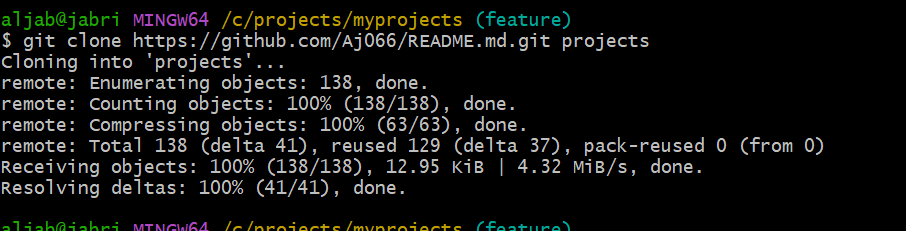 aljab@jabri MINGW64 /c/projects/myprojects (feature)
$ git clone https://github.com/Aj066/README.md.git projects
Cloning into 'projects'...
remote: Enumerating objects: 138, done.
remote: Counting objects: 100% (138/138), done.
remote: Compressing objects: 100% (63/63), done.
remote: Total 138 (delta 41), reused 129 (delta 37), pack-reused 0 (from 0)
Receiving objects: 100% (138/138), 12.95 KiB | 4.32 MiB/s, done.
Resolving deltas: 100% (41/41), done.
aljab@jabri MINGW64 /c/projects/myprojects (feature)